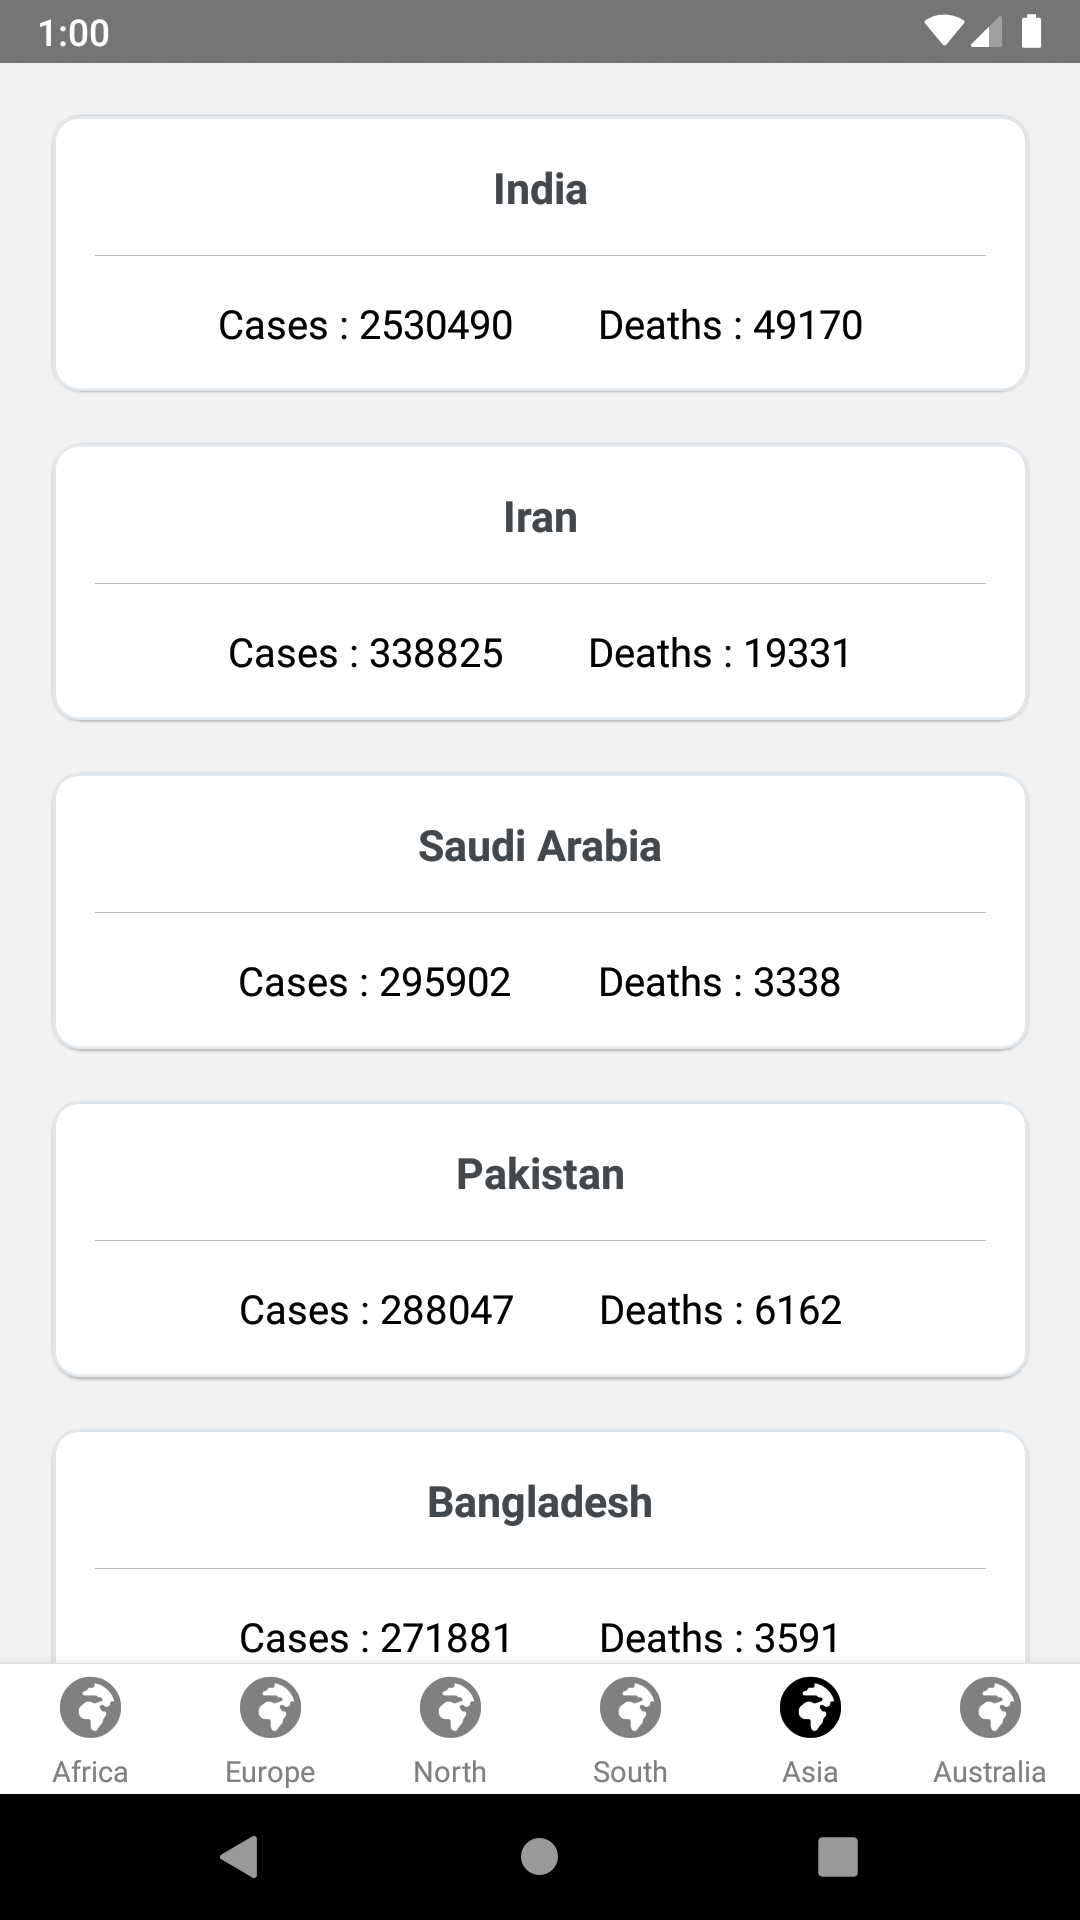 1:00
India
Cases : 2530490 Deaths : 49170
Iran
Cases : 338825 Deaths : 19331
Saudi Arabia
Cases : 295902 Deaths : 3338
Pakistan
Cases : 288047 Deaths : 6162
Bangladesh
Cases : 271881 Deaths : 3591
Africa Europe North South Asia Australia